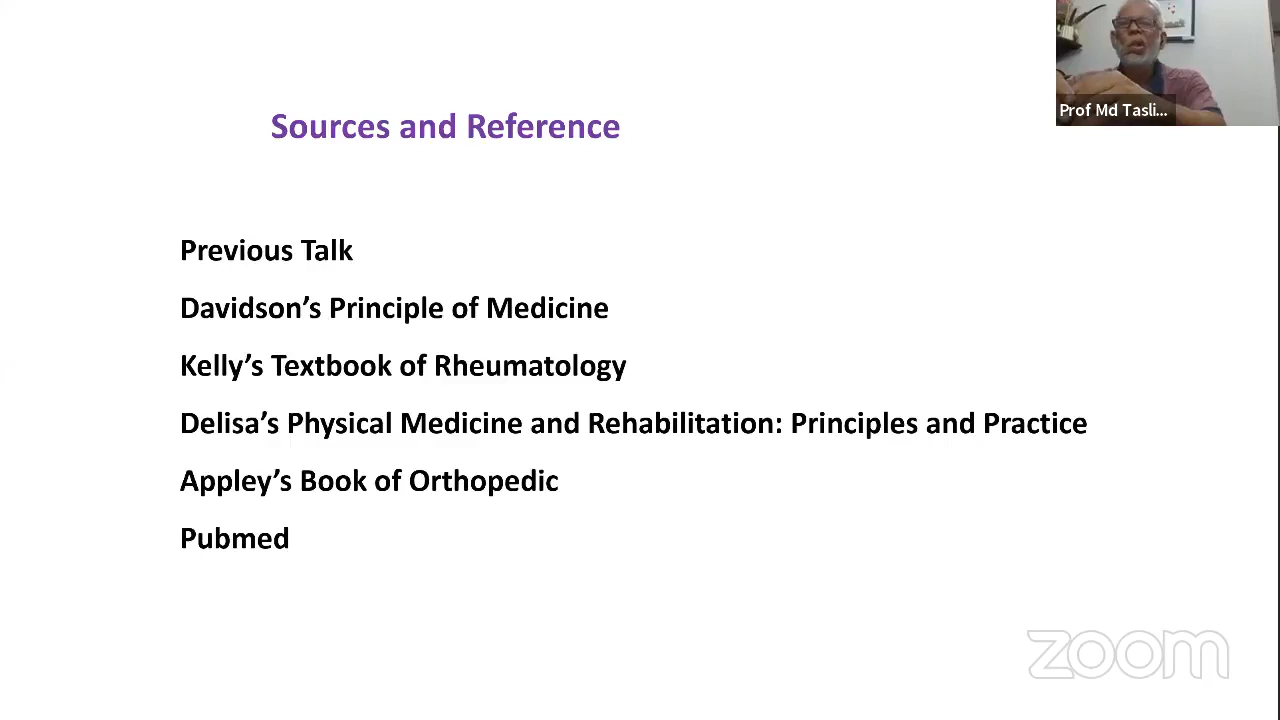 Prof Md Tasli...
Sources and Reference
Previous Talk
Davidson’s Principle of Medicine
Kelly’s Textbook of Rheumatology
Delisa’s Physical Medicine and Rehabilitation: Principles and Practice
Appley’s Book of Orthopedic
Pubmed
zoom